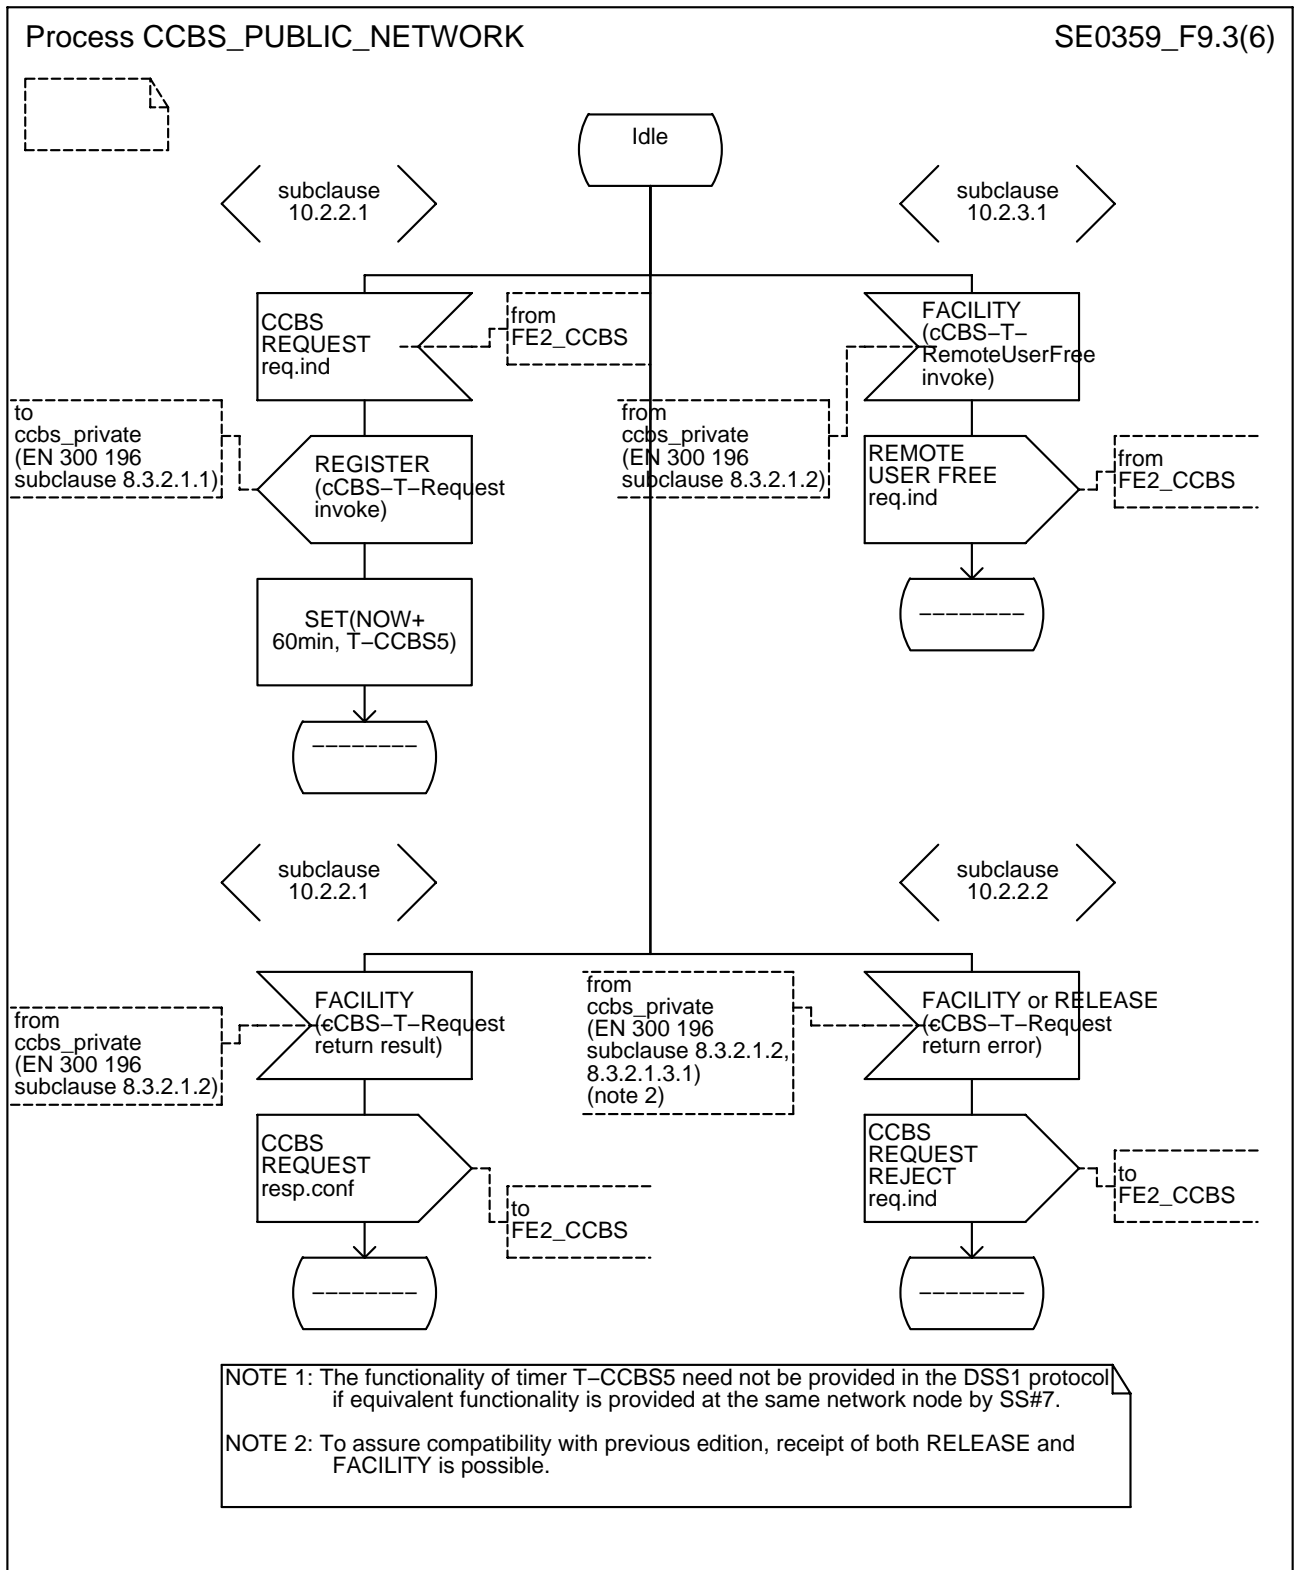 Process CCBS_PUBLIC_NETWORK
SE0359_F9.3(6)
Idle
subclause
10.2.2.1
subclause
10.2.3.1
CCBS
REQUEST
req.ind
from
FE2_CCBS
FACILITY
(cCBS−T−
RemoteUserFree
invoke)
to
ccbs_private
(EN 300 196
subclause 8.3.2.1.1)
REGISTER
(cCBS−T−Request
invoke)
from
ccbs_private
(EN 300 196
subclause 8.3.2.1.2)
REMOTE
USER FREE
req.ind
from
FE2_CCBS
SET(NOW+
60min, T−CCBS5)
−−−−−−−−
−−−−−−−−
subclause
10.2.2.1
subclause
10.2.2.2
from
ccbs_private
(EN 300 196
subclause 8.3.2.1.2)
FACILITY
(cCBS−T−Request
return result)
from
ccbs_private
(EN 300 196
subclause 8.3.2.1.2,
8.3.2.1.3.1)
(note 2)
FACILITY or RELEASE
(cCBS−T−Request
return error)
CCBS
REQUEST
resp.conf
to
FE2_CCBS
CCBS
REQUEST
REJECT
req.ind
to
FE2_CCBS
−−−−−−−−
−−−−−−−−
NOTE 1: The functionality of timer T−CCBS5 need not be provided in the DSS1 protocol
if equivalent functionality is provided at the same network node by SS#7.
NOTE 2: To assure compatibility with previous edition, receipt of both RELEASE and
FACILITY is possible.